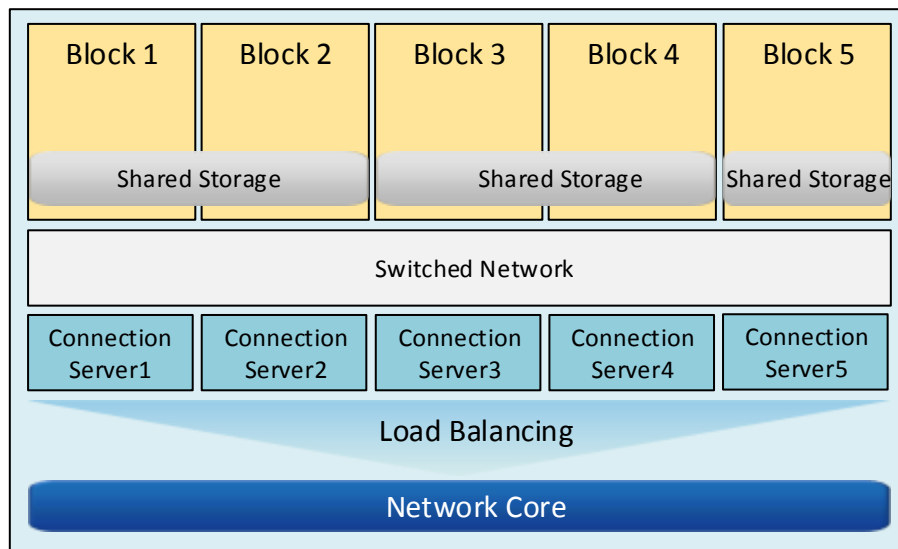 Block 1
Block 2
Block 3
Block 4
Block 5
Shared Storage
Shared Storage
Shared Storage
Switched Network
Connection
Server1
Connection
Server2
Connection
Server3
Connection
Server4
Connection
Server5
Load Balancing
Network Core